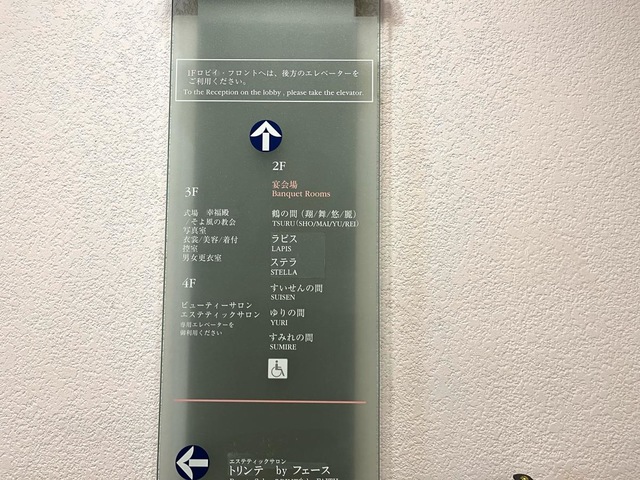 1Fロビイ・フロントへは、後方のエレベーターを
ご利用ください。
To the Reception on the lobby, please take the elevator.
2F
宴会場
Banquet Rooms
鶴の間(翔/舞/悠/麗)
TSURU(SHO/MAI/YU/REI)
ラピス
LAPIS
ステラ
STELLA
すいせんの間
SUISEN
ゆりの間
YURI
すみれの間
SUMIRE
3F
式場 幸福殿
/そよ風の教会
写真室
衣裳/美容/着付
控室
男女更衣室
4F
ビューティーサロン
エステティックサロン
専用エレベーターを
御利用ください
エステティックサロン
トリンテ by フェース